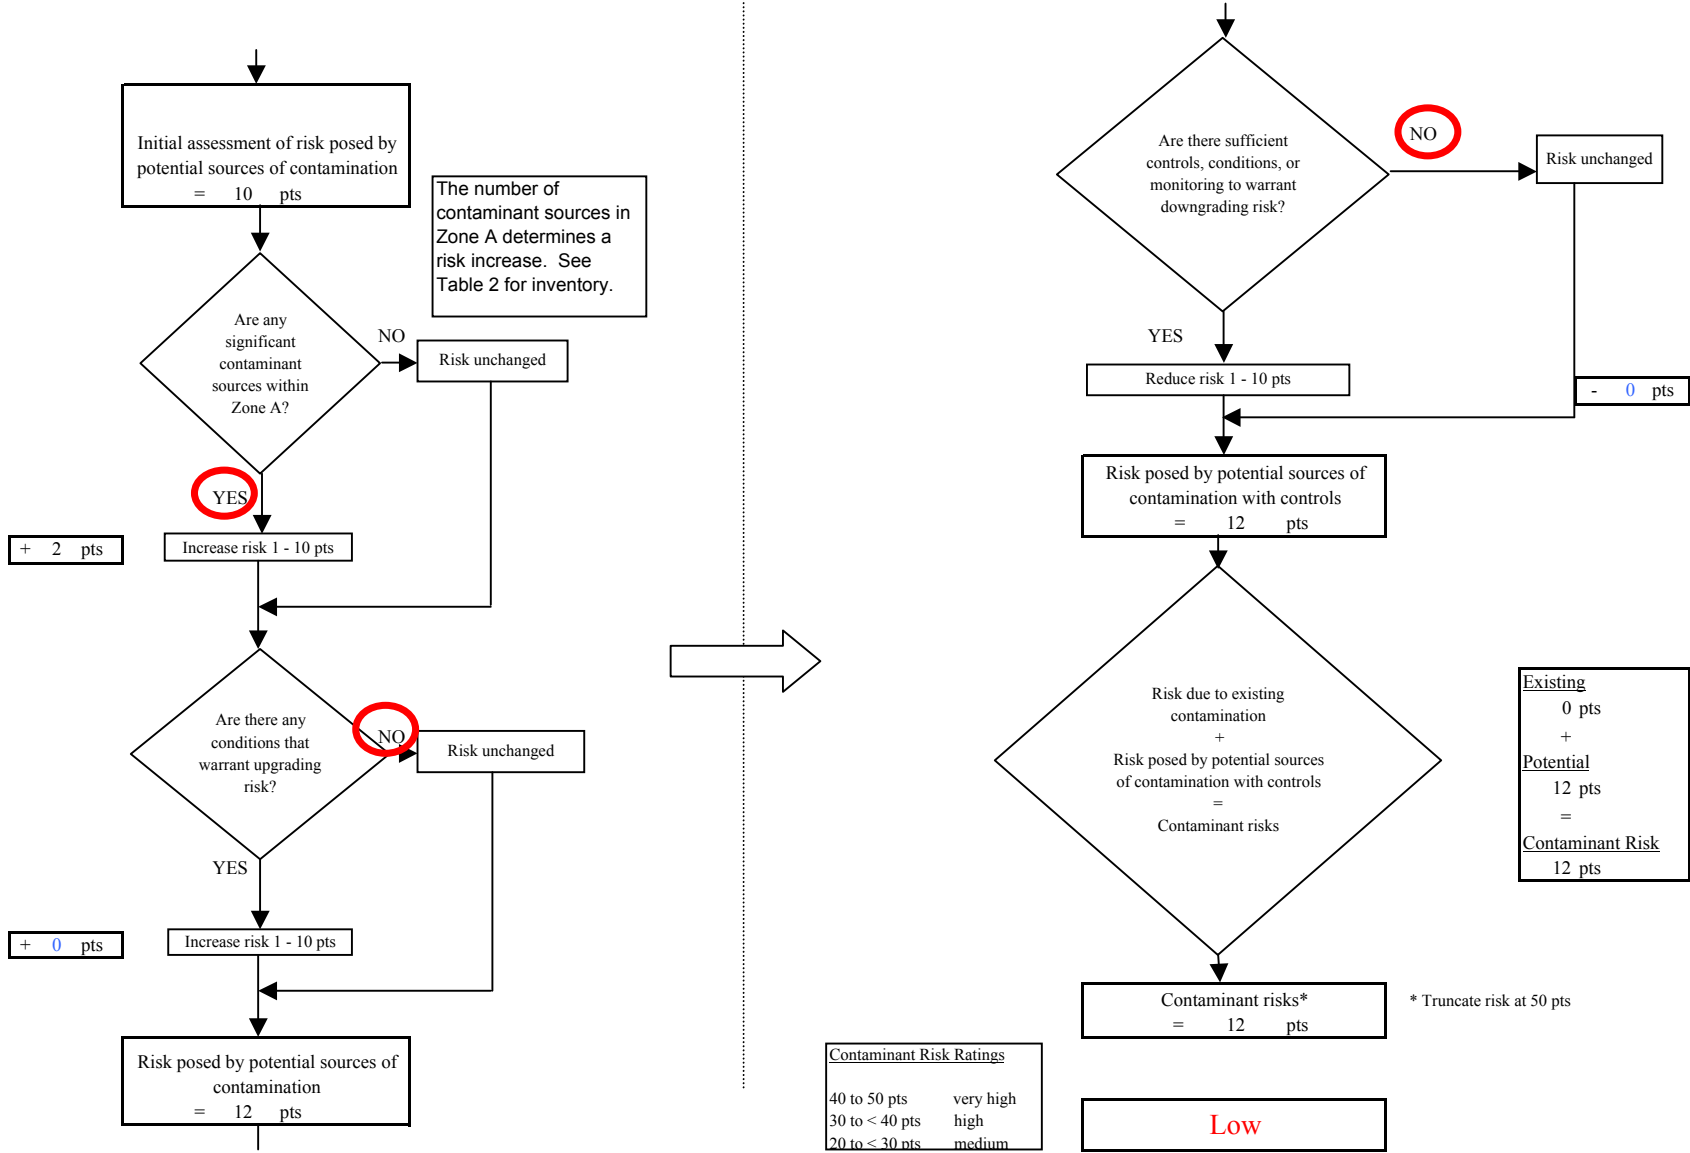 Initial assessment of risk posed by
potential sources of contamination
= 10 pts
The number of
contaminant sources in
Zone A determines a
risk increase. See
Table 2 for inventory.
Are any
significant
contaminant
sources within
Zone A?
NO
Risk unchanged
YES
+ 2 pts
Increase risk 1 - 10 pts
Are there any
conditions that
warrant upgrading
risk?
NO
Risk unchanged
YES
+ 0 pts
Increase risk 1 - 10 pts
Risk posed by potential sources of
contamination
= 12 pts
Are there sufficient
controls, conditions, or
monitoring to warrant
downgrading risk?
NO
Risk unchanged
YES
Reduce risk 1 - 10 pts
- 0 pts
Risk posed by potential sources of
contamination with controls
= 12 pts
Risk due to existing
contamination
+
Risk posed by potential sources
of contamination with controls
=
Contaminant risks
Existing
0 pts
+
Potential
12 pts
=
Contaminant Risk
12 pts
Contaminant risks*
= 12 pts
* Truncate risk at 50 pts
Contaminant Risk Ratings
40 to 50 pts very high
30 to < 40 pts high
20 to < 30 pts medium
Low